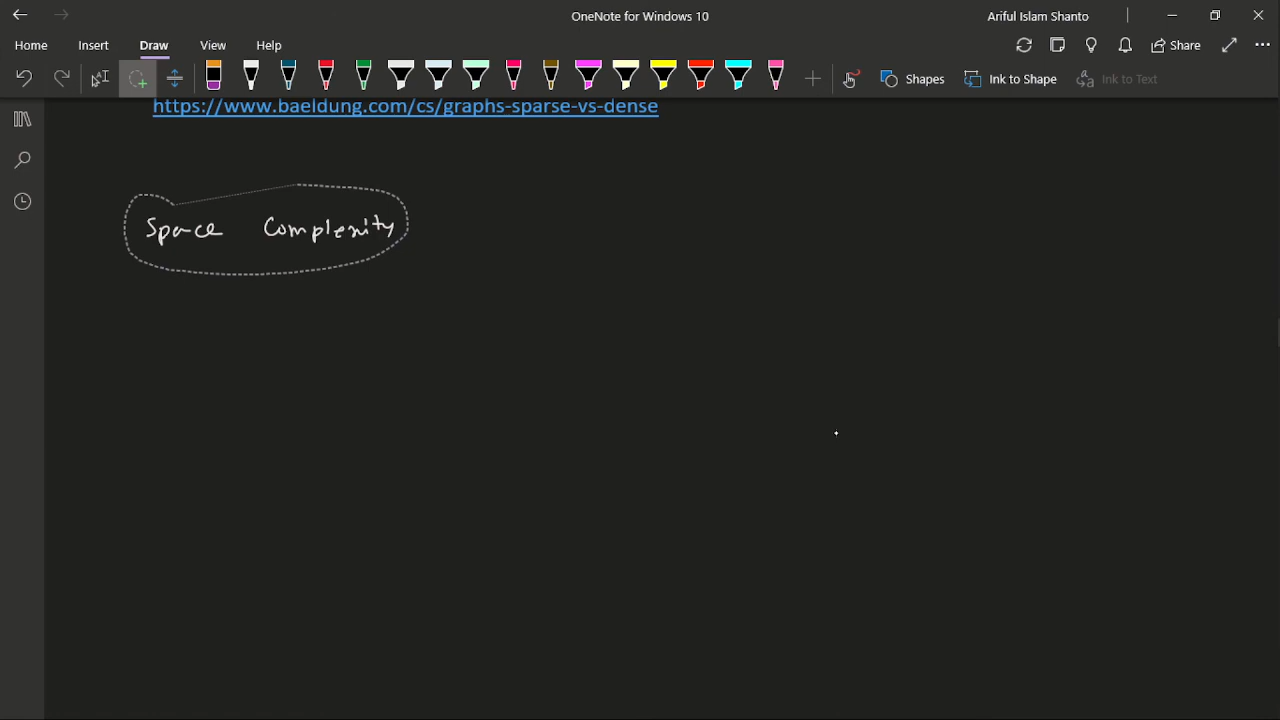 OneNote for Windows 10
Ariful Islam Shanto
Home Insert Draw View Help
Share
Shapes Ink to Shape Ink to Text
https://www.baeldung.com/cs/graphs-sparse-vs-dense
Space Complexity